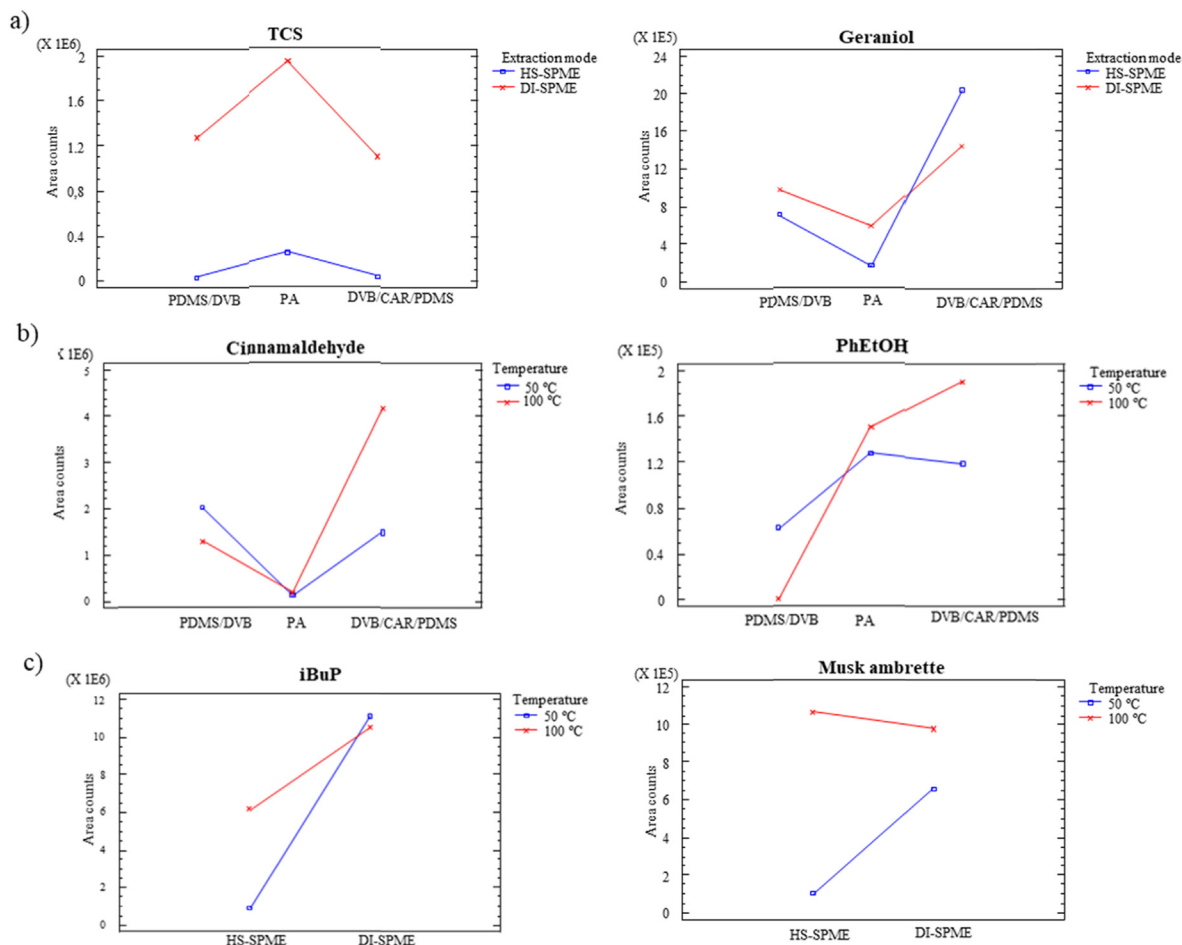 a)
TCS
(X 1E6)
2
1.6
1.2
0,8
0.4
0
Area counts
PDMS/DVB PA DVB/CAR/PDMS
Extraction mode
HS-SPME
DI-SPME
Geraniol
(X 1E5)
24
20
16
12
8
4
0
Area counts
PDMS/DVB PA DVB/CAR/PDMS
Extraction mode
HS-SPME
DI-SPME
b)
Cinnamaldehyde
(X 1E6)
5
4
3
2
1
0
Area counts
PDMS/DVB PA DVB/CAR/PDMS
Temperature
50 ºC
100 ºC
PhEtOH
(X 1E5)
2
1.6
1.2
0.8
0.4
0
Area counts
PDMS/DVB PA DVB/CAR/PDMS
Temperature
50 ºC
100 ºC
c)
iBuP
(X 1E6)
12
10
8
6
4
2
0
Area counts
HS-SPME DI-SPME
Temperature
50 ºC
100 ºC
Musk ambrette
(X 1E5)
12
10
8
6
4
2
0
Area counts
HS-SPME DI-SPME
Temperature
50 ºC
100 ºC